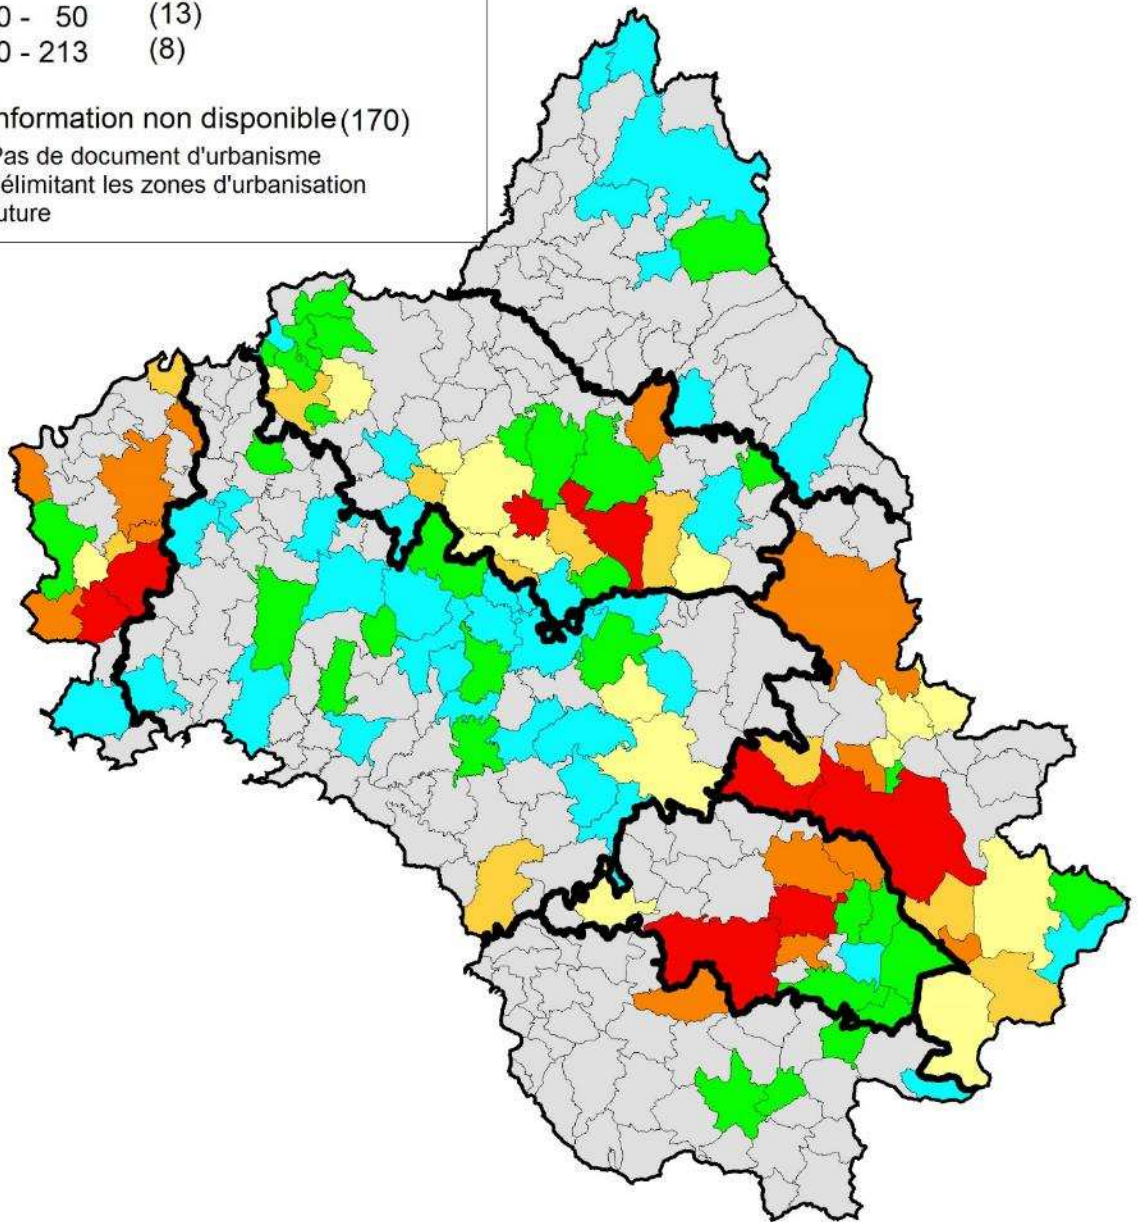 0 - 50 (13)
0 - 213 (8)
nformation non disponible (170)
Pas de document d'urbanisme
élimitant les zones d'urbanisation
uture